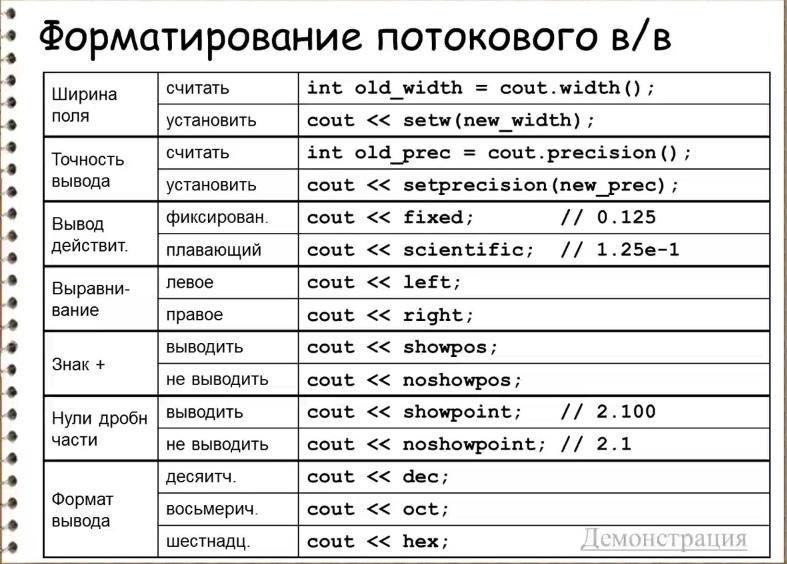 Форматирование потокового в/в
Ширина поля
считать
int old_width = cout.width();
установить
cout << setw(new_width);
Точность вывода
считать
int old_prec = cout.precision();
установить
cout << setprecision(new_prec);
Вывод действит.
фиксирован.
cout << fixed; // 0.125
плавающий
cout << scientific; // 1.25e-1
Выравни-
вание
левое
cout << left;
правое
cout << right;
Знак +
выводить
cout << showpos;
не выводить
cout << noshowpos;
Нули дробн части
выводить
cout << showpoint; // 2.100
не выводить
cout << noshowpoint; // 2.1
Формат вывода
десяитч.
cout << dec;
восьмерич.
cout << oct;
шестнадц.
cout << hex;
Демонстрация